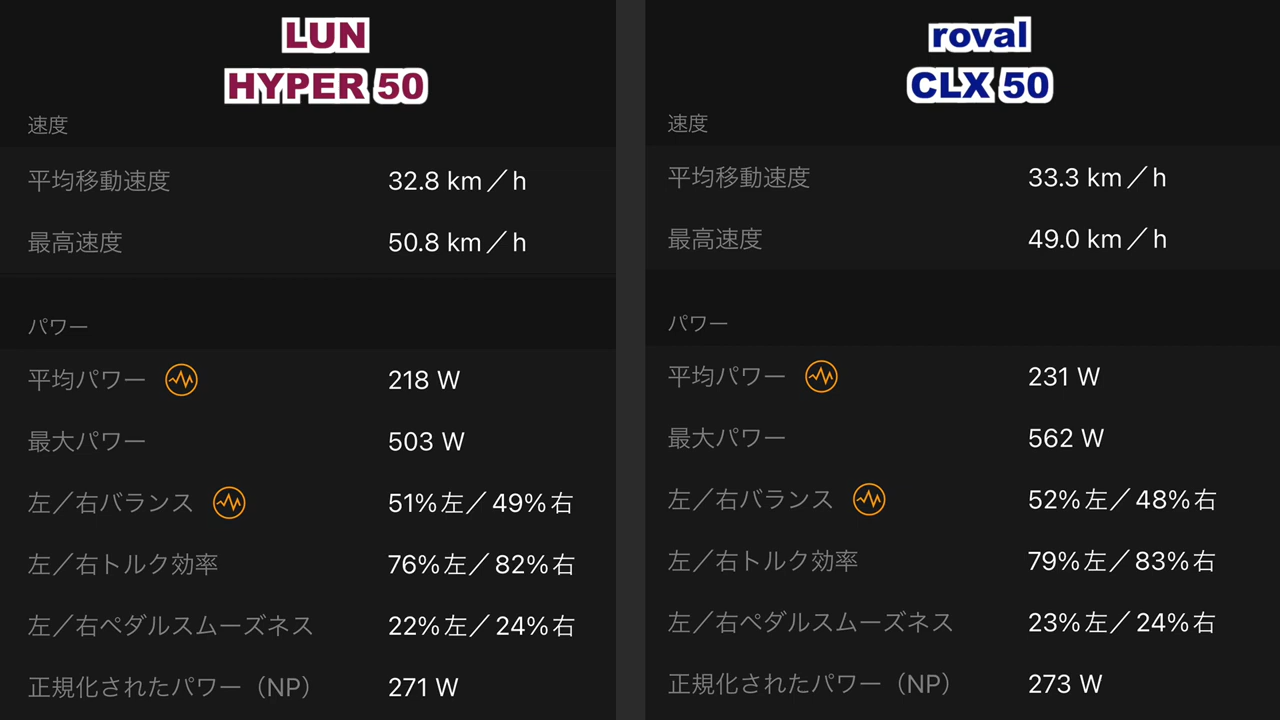 LUN
HYPER 50
速度
平均移動速度 32.8 km／h
最高速度 50.8 km／h
パワー
平均パワー 218 W
最大パワー 503 W
左／右バランス 51%左／49%右
左／右トルク効率 76%左／82%右
左／右ペダルスムーズネス 22%左／24%右
正規化されたパワー（NP） 271 W
roval
CLX 50
速度
平均移動速度 33.3 km／h
最高速度 49.0 km／h
パワー
平均パワー 231 W
最大パワー 562 W
左／右バランス 52%左／48%右
左／右トルク効率 79%左／83%右
左／右ペダルスムーズネス 23%左／24%右
正規化されたパワー（NP） 273 W